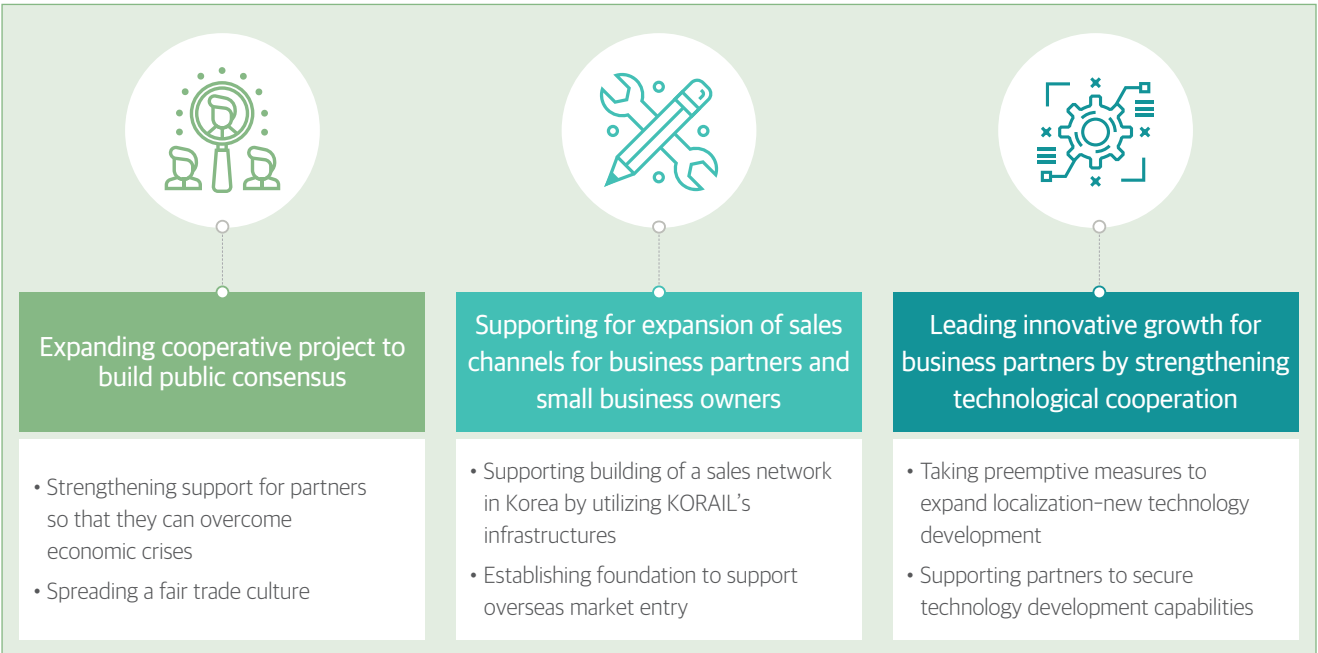 Expanding cooperative project to
build public consensus
• Strengthening support for partners
so that they can overcome
economic crises
• Spreading a fair trade culture
Supporting for expansion of sales
channels for business partners and
small business owners
• Supporting building of a sales network
in Korea by utilizing KORAIL’s
infrastructures
• Establishing foundation to support
overseas market entry
Leading innovative growth for
business partners by strengthening
technological cooperation
• Taking preemptive measures to
expand localization–new technology
development
• Supporting partners to secure
technology development capabilities